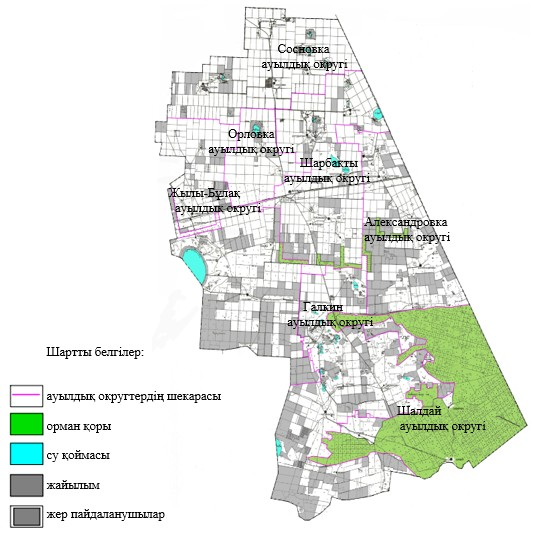 Сосновка
ауылдық округі
Орловка
ауылдық округі
Шарбақты
ауылдық округі
Жылы-Бұлақ
ауылдық округі
Александровка
ауылдық округі
Галкин
ауылдық округі
Шалдай
ауылдық округі
Шартты белгілер:
ауылдық округтердің шекарасы
орман қоры
су қоймасы
жайылым
жер пайдаланушылар